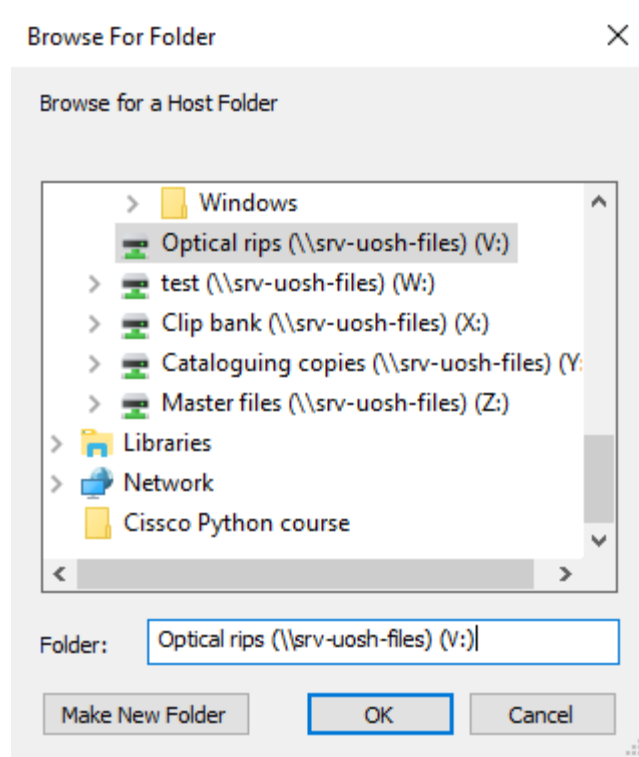 Browse For Folder
Browse for a Host Folder
Windows
Optical rips (\\srv-uosh-files) (V:)
test (\\srv-uosh-files) (W:)
Clip bank (\\srv-uosh-files) (X:)
Cataloguing copies (\\srv-uosh-files) (Y:
Master files (\\srv-uosh-files) (Z:)
Libraries
Network
Cissco Python course
Folder: Optical rips (\\srv-uosh-files) (V:)
Make New Folder OK Cancel